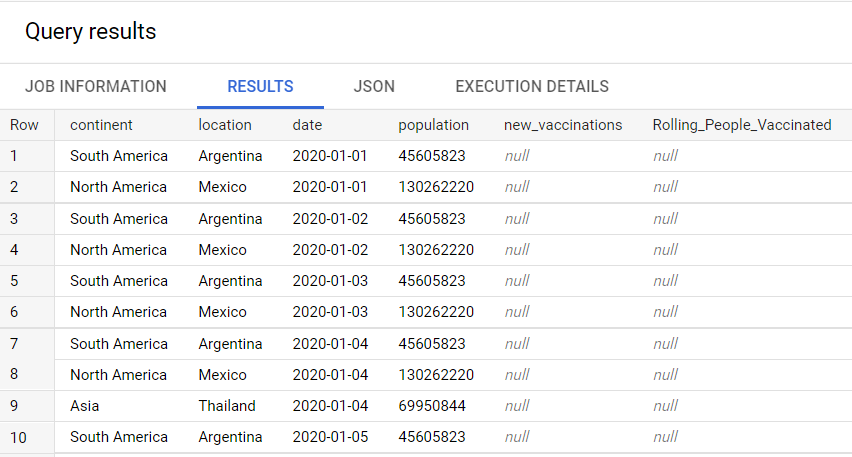 Query results
JOB INFORMATION RESULTS JSON EXECUTION DETAILS
Row continent location date population new_vaccinations Rolling_People_Vaccinated
1 South America Argentina 2020-01-01 45605823 null null
2 North America Mexico 2020-01-01 130262220 null null
3 South America Argentina 2020-01-02 45605823 null null
4 North America Mexico 2020-01-02 130262220 null null
5 South America Argentina 2020-01-03 45605823 null null
6 North America Mexico 2020-01-03 130262220 null null
7 South America Argentina 2020-01-04 45605823 null null
8 North America Mexico 2020-01-04 130262220 null null
9 Asia Thailand 2020-01-04 69950844 null null
10 South America Argentina 2020-01-05 45605823 null null